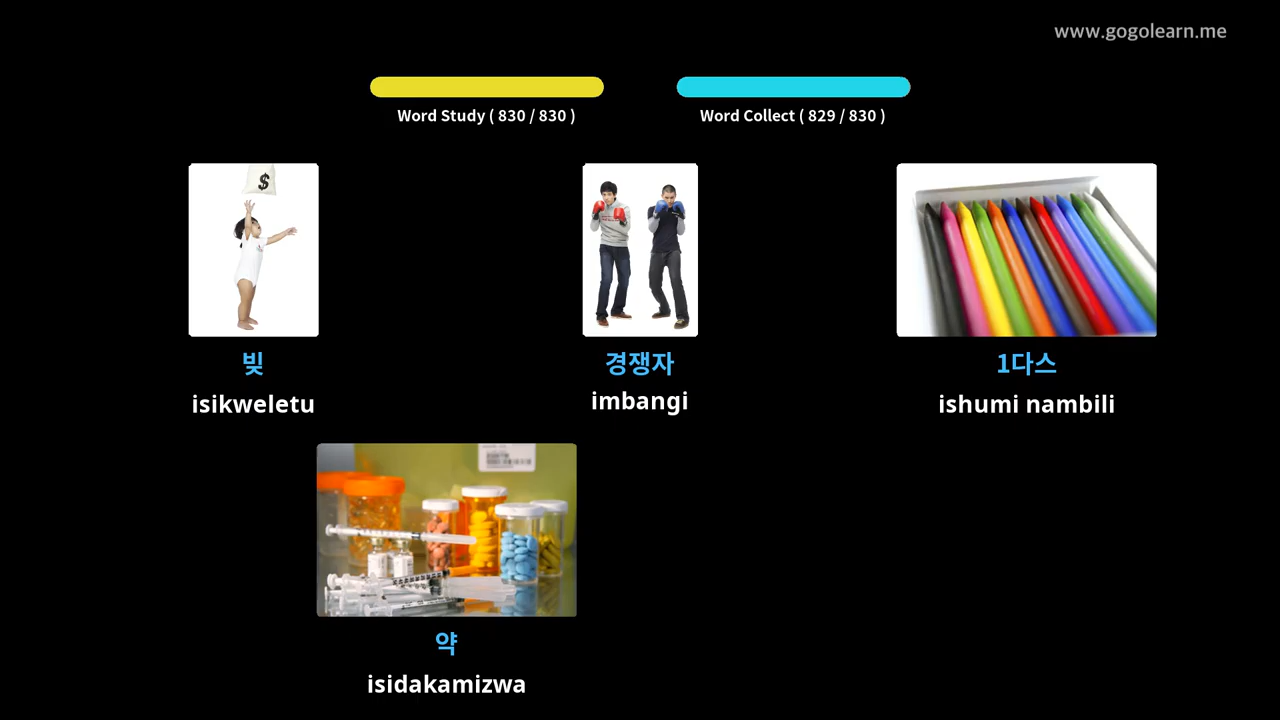 www.gogolearn.me
Word Study ( 830 / 830 )
Word Collect ( 829 / 830 )
$
빚
경쟁자
1다스
isikweletu
imbangi
ishumi nambili
약
isidakamizwa